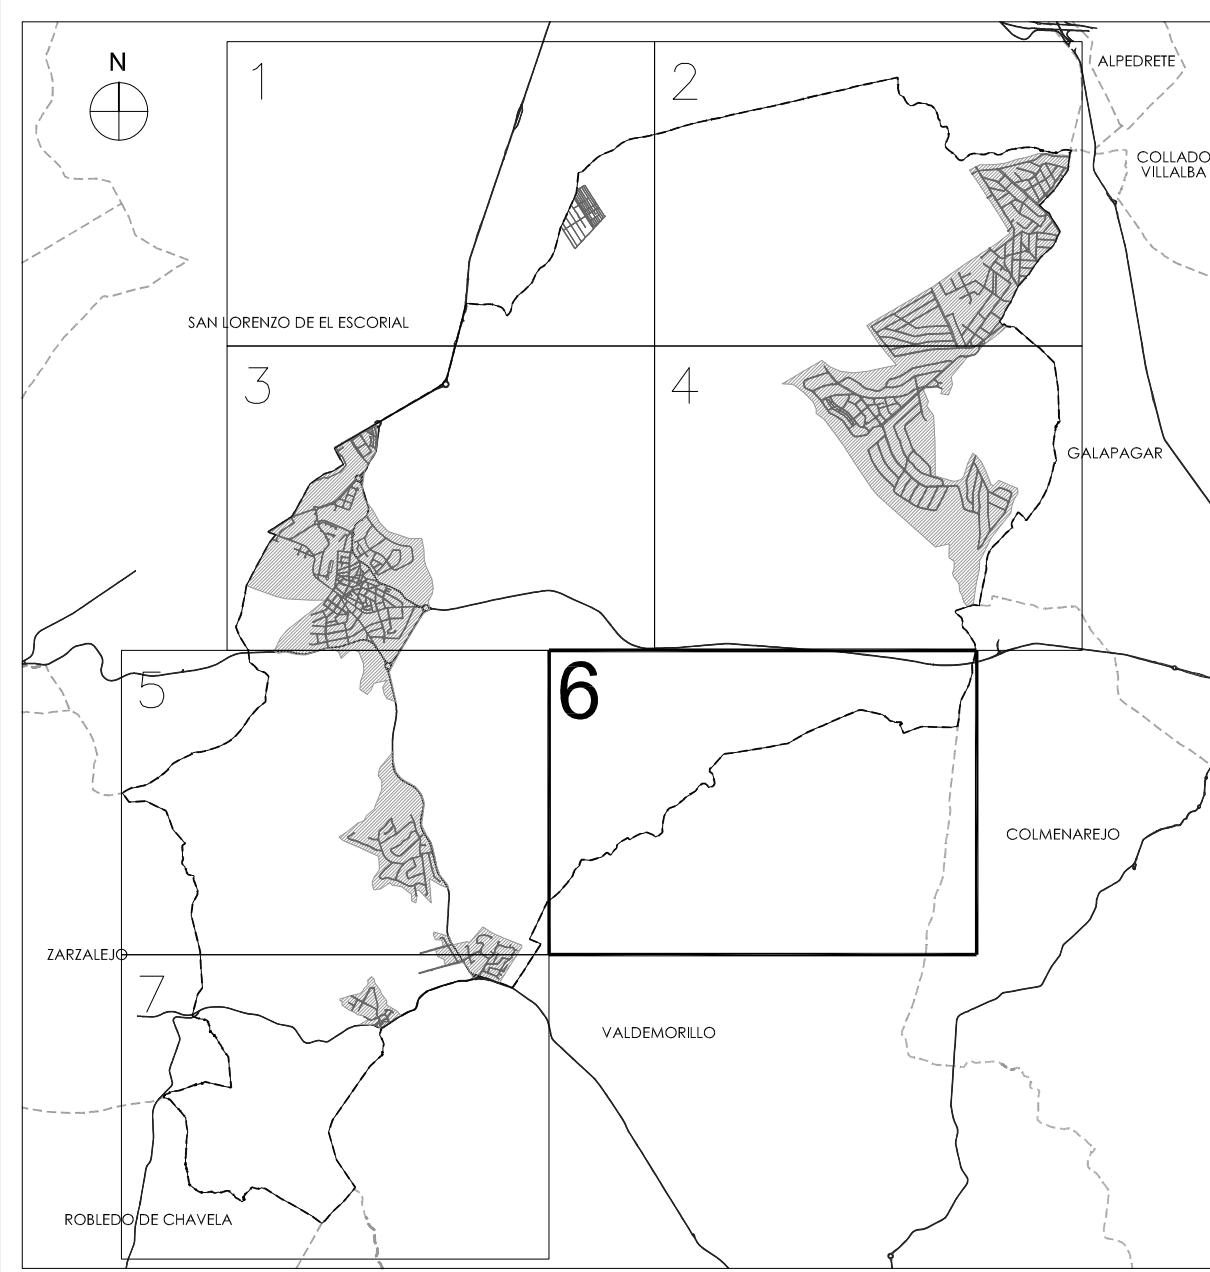 N
1
2
ALPEDRETE
COLLADO
VILLALBA
SAN LORENZO DE EL ESCORIAL
3
4
GALAPAGAR
5
6
COLMENAREJO
ZARZALEJO
7
VALDEMORILLO
ROBLEDO DE CHAVELA